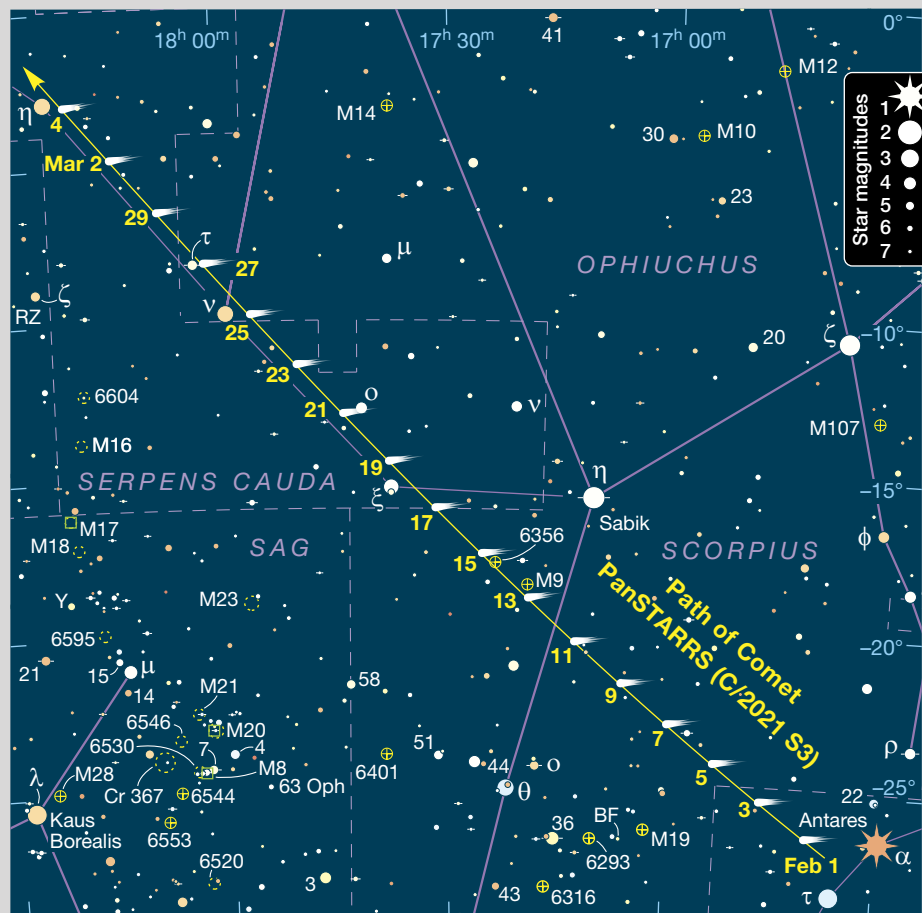 18h 00m
17h 30m
17h 00m
0°
41
M12
M14
30
M10
23
Star magnitudes
1
2
3
4
5
6
7
η
4
Mar 2
29
τ
27
μ
OPHIUCHUS
ζ
RZ
ν
25
20
ζ
−10°
23
6604
21
ο
ν
M107
M16
19
η
SERPENS CAUDA
ξ
−15°
Sabik
M17
17
M18
SAG
15
6356
SCORPIUS
φ
M9
13
Path of Comet
PanSTARRS (C/2021 S3)
Y
M23
6595
11
−20°
21
15
μ
14
58
9
M21
6546
M20
7
6530
7
4
51
44
ο
ρ
6401
5
λ
M28
M8
Cr 367
6544
63 Oph
θ
3
22
−25°
Kaus
Borealis
6553
36
BF
M19
Antares
6293
α
6520
3
43
6316
Feb 1
τ